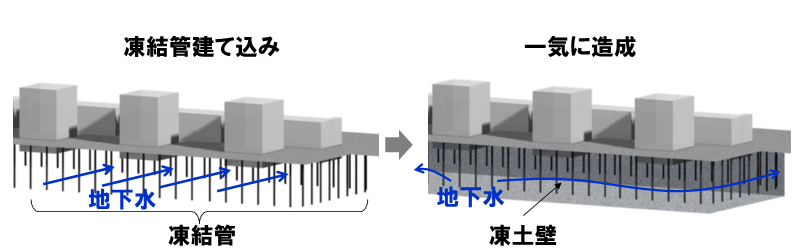 凍結管建て込み
一気に造成
地下水
凍結管
地下水
凍土壁